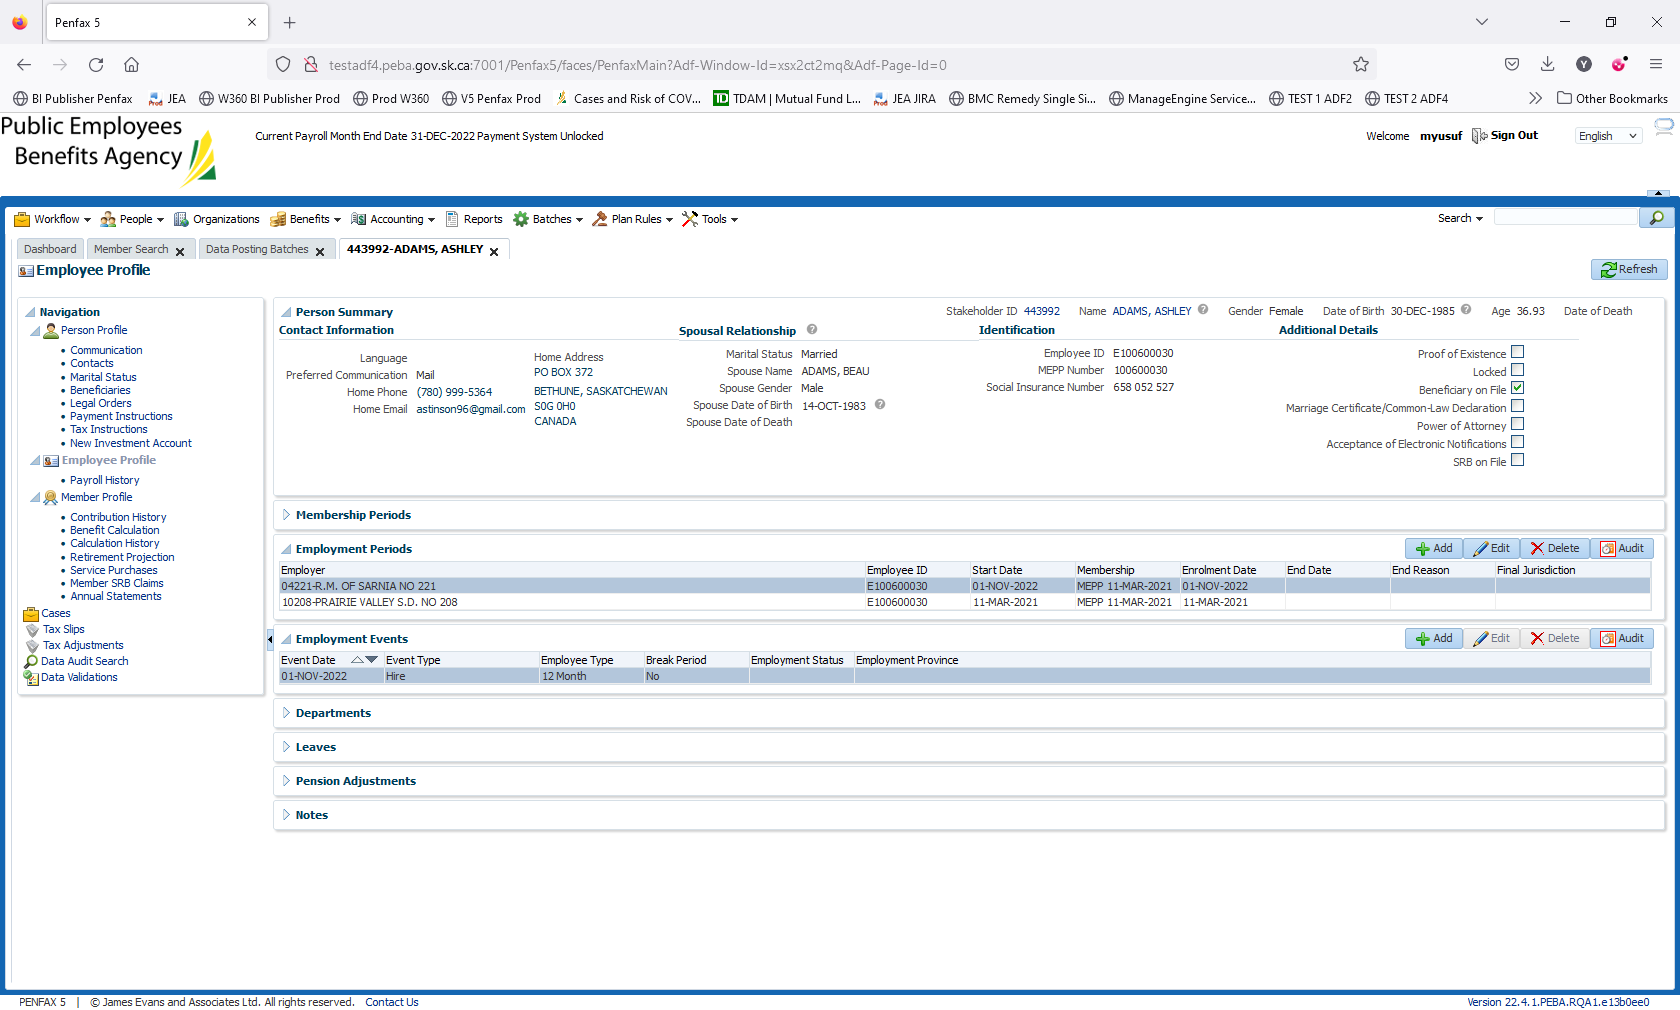 Penfax 5
testadf4.peba.gov.sk.ca:7001/Penfax5/faces/PenfaxMain?Adf-Window-Id=xsx2ct2mq&Adf-Page-Id=0
BI Publisher Penfax JEA W360 BI Publisher Prod Prod W360 V5 Penfax Prod Cases and Risk of COV... TDAM | Mutual Fund L... JEA JIRA BMC Remedy Single Si... ManageEngine Service... TEST 1 ADF2 TEST 2 ADF4 Other Bookmarks
Public Employees
Benefits Agency
Current Payroll Month End Date 31-DEC-2022 Payment System Unlocked
Welcome myusuf Sign Out English
Workflow People Organizations Benefits Accounting Reports Batches Plan Rules Tools Search
Dashboard Member Search Data Posting Batches 443992-ADAMS, ASHLEY
Employee Profile
Refresh
Navigation
Person Profile
Communication
Contacts
Marital Status
Beneficiaries
Legal Orders
Payment Instructions
Tax Instructions
New Investment Account
Employee Profile
Payroll History
Member Profile
Contribution History
Benefit Calculation
Calculation History
Retirement Projection
Service Purchases
Member SRB Claims
Annual Statements
Cases
Tax Slips
Tax Adjustments
Data Audit Search
Data Validations
Person Summary
Stakeholder ID 443992 Name ADAMS, ASHLEY Gender Female Date of Birth 30-DEC-1985 Age 36.93 Date of Death
Contact Information
Language
Preferred Communication Mail
Home Phone (780) 999-5364
Home Email astinson96@gmail.com
Home Address
PO BOX 372
BETHUNE, SASKATCHEWAN
S0G 0H0
CANADA
Spousal Relationship
Marital Status Married
Spouse Name ADAMS, BEAU
Spouse Gender Male
Spouse Date of Birth 14-OCT-1983
Spouse Date of Death
Identification
Employee ID E100600030
MEPP Number 100600030
Social Insurance Number 658 052 527
Additional Details
Proof of Existence
Locked
Beneficiary on File
Marriage Certificate/Common-Law Declaration
Power of Attorney
Acceptance of Electronic Notifications
SRB on File
Membership Periods
Employment Periods
Add Edit Delete Audit
Employer Employee ID Start Date Membership Enrolment Date End Date End Reason Final Jurisdiction
04221-R.M. OF SARNIA NO 221 E100600030 01-NOV-2022 MEPP 11-MAR-2021 01-NOV-2022
10208-PRAIRIE VALLEY S.D. NO 208 E100600030 11-MAR-2021 MEPP 11-MAR-2021 11-MAR-2021
Employment Events
Add Edit Delete Audit
Event Date Event Type Employee Type Break Period Employment Status Employment Province
01-NOV-2022 Hire 12 Month No
Departments
Leaves
Pension Adjustments
Notes
PENFAX 5 | © James Evans and Associates Ltd. All rights reserved. Contact Us
Version 22.4.1.PEBA.RQA1.e13b0ee0